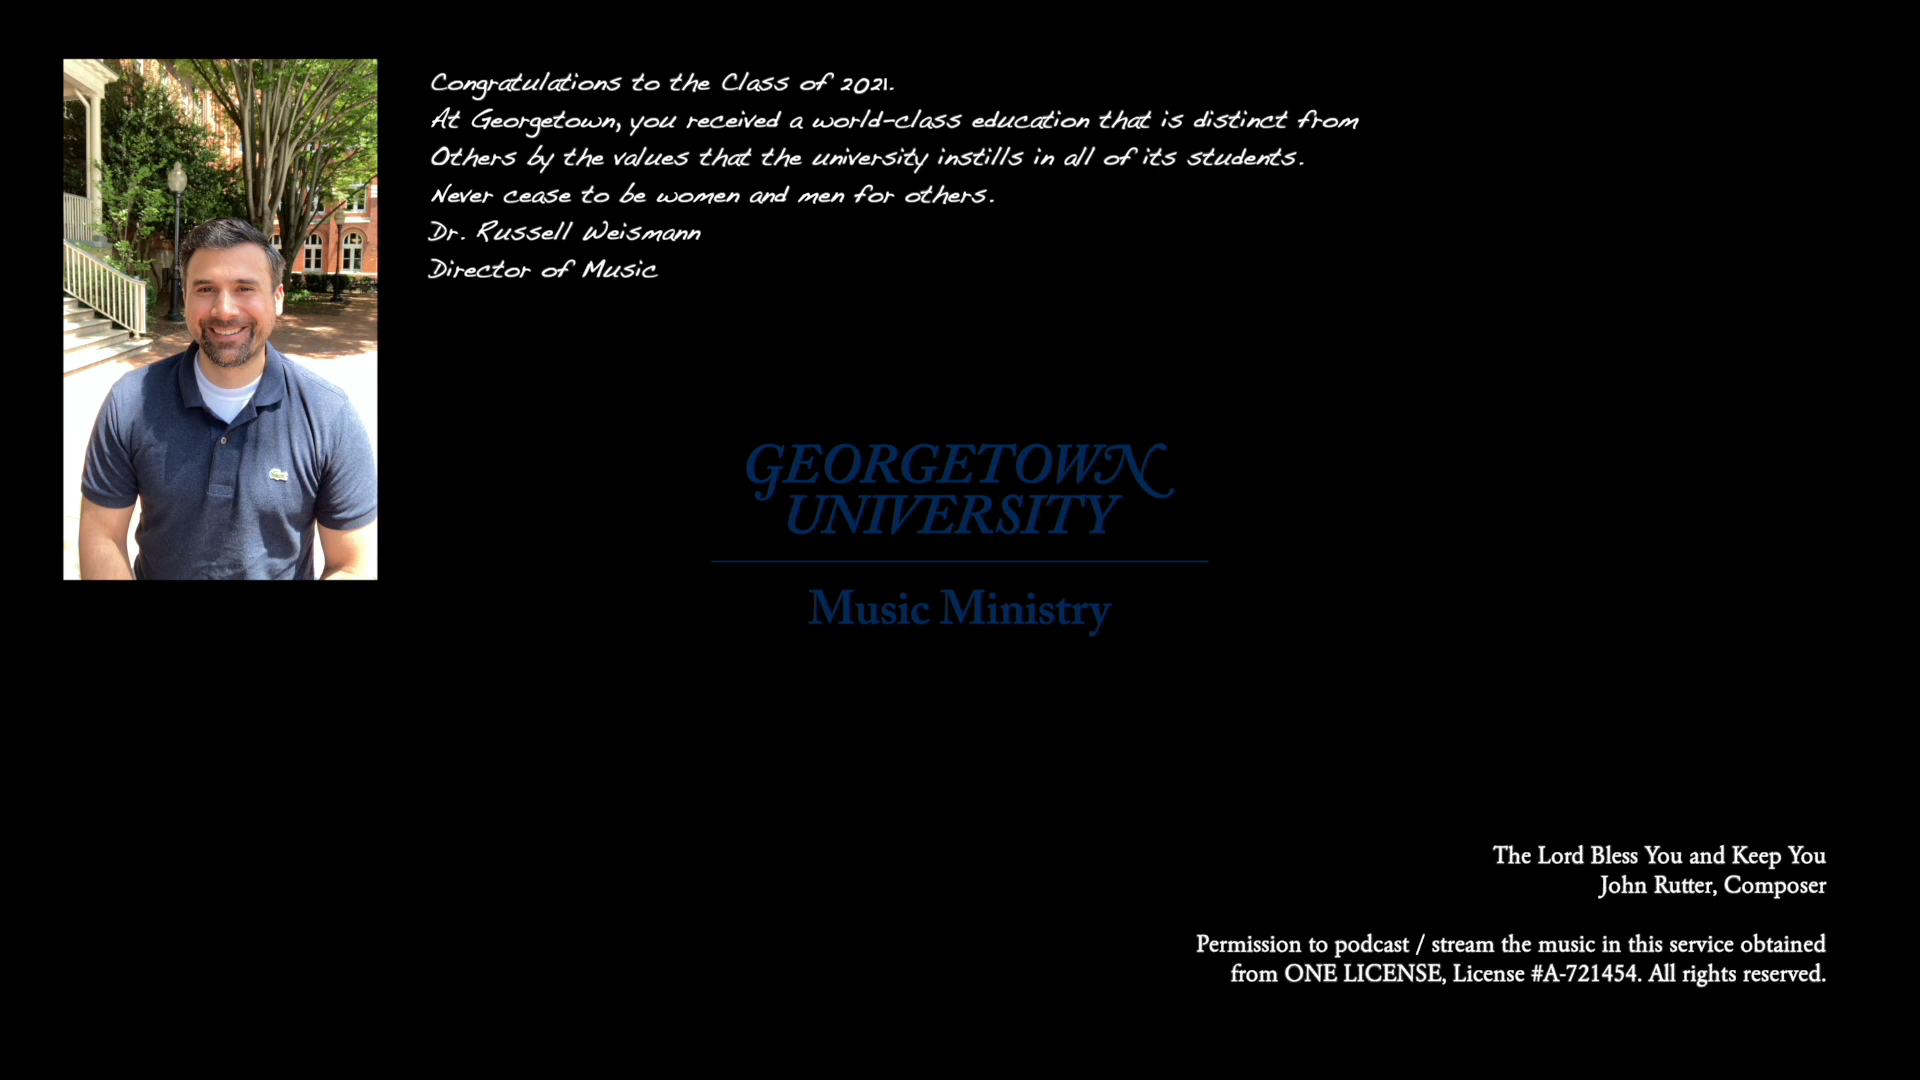 Congratulations to the Class of 2021.
At Georgetown, you received a world-class education that is distinct from
Others by the values that the university instills in all of its students.
Never cease to be women and men for others.
Dr. Russell Weismann
Director of Music
GEORGETOWN
UNIVERSITY
Music Ministry
The Lord Bless You and Keep You
John Rutter, Composer
Permission to podcast / stream the music in this service obtained
from ONE LICENSE, License #A-721454. All rights reserved.